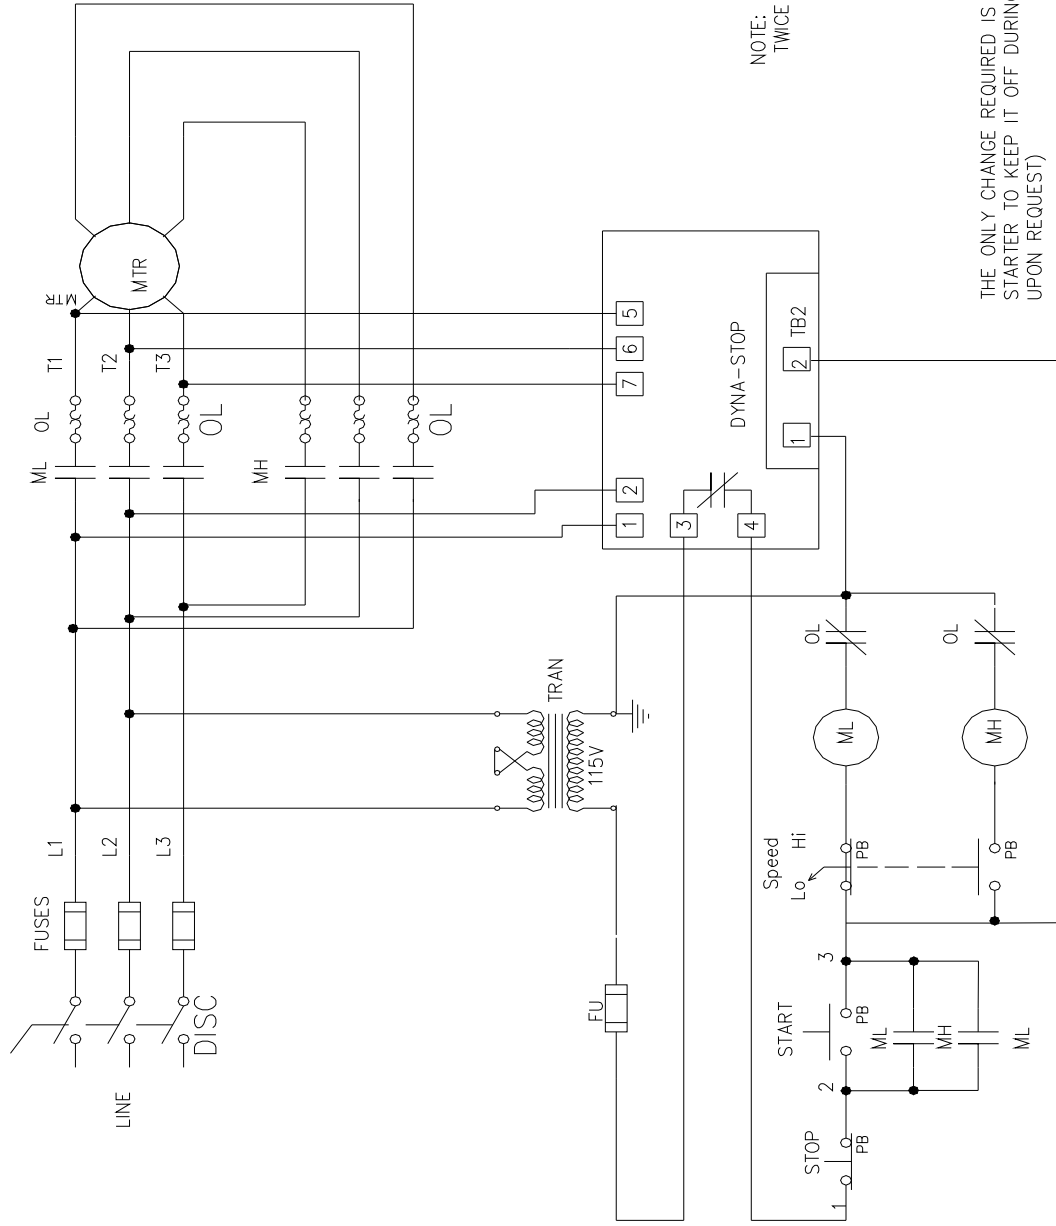 LINE
DISC
FUSES
L1
L2
L3
ML
OL
T1
T2
T3
OL
MTR
MTR
MH
OL
TRAN
115V
FU
1
2
7
6
5
3
4
DYNA-STOP
1
2
TB2
1
STOP
PB
2
START
PB
3
ML
MH
ML
Speed
Lo
Hi
PB
PB
ML
MH
OL
OL
NOTE:
TWICE
THE ONLY CHANGE REQUIRED IS
STARTER TO KEEP IT OFF DURING
UPON REQUEST)